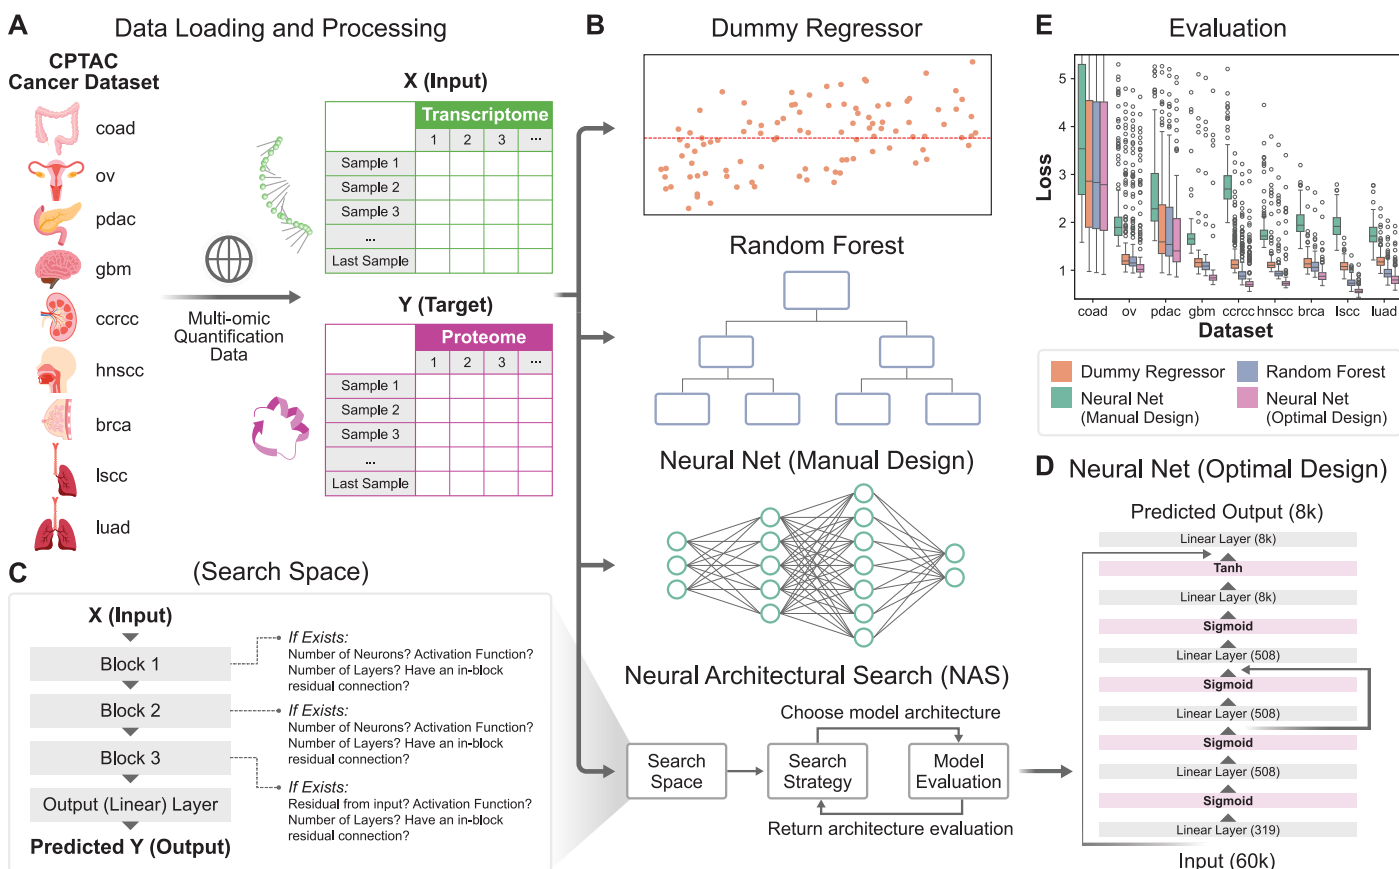 A
Data Loading and Processing
CPTAC
Cancer Dataset
coad
ov
pdac
gbm
ccrcc
hnscc
brca
lscc
luad
Multi-omic
Quantification
Data
X (Input)
Transcriptome
1 2 3 ...
Sample 1
Sample 2
Sample 3
...
Last Sample
Y (Target)
Proteome
1 2 3 ...
Sample 1
Sample 2
Sample 3
...
Last Sample
B
Dummy Regressor
Random Forest
Neural Net (Manual Design)
Neural Architectural Search (NAS)
Choose model architecture
Search
Space
Search
Strategy
Model
Evaluation
Return architecture evaluation
C
(Search Space)
X (Input)
Block 1
Block 2
Block 3
Output (Linear) Layer
Predicted Y (Output)
If Exists:
Number of Neurons? Activation Function?
Number of Layers? Have an in-block
residual connection?
If Exists:
Number of Neurons? Activation Function?
Number of Layers? Have an in-block
residual connection?
If Exists:
Residual from input? Activation Function?
Number of Layers? Have an in-block
residual connection?
E
Evaluation
Loss
5
4
3
2
1
coad ov pdac gbm ccrcc hnscc brca lscc luad
Dataset
Dummy Regressor
Random Forest
Neural Net
(Manual Design)
Neural Net
(Optimal Design)
D
Neural Net (Optimal Design)
Predicted Output (8k)
Linear Layer (8k)
Tanh
Linear Layer (8k)
Sigmoid
Linear Layer (508)
Sigmoid
Linear Layer (508)
Sigmoid
Linear Layer (508)
Sigmoid
Linear Layer (319)
Input (60k)